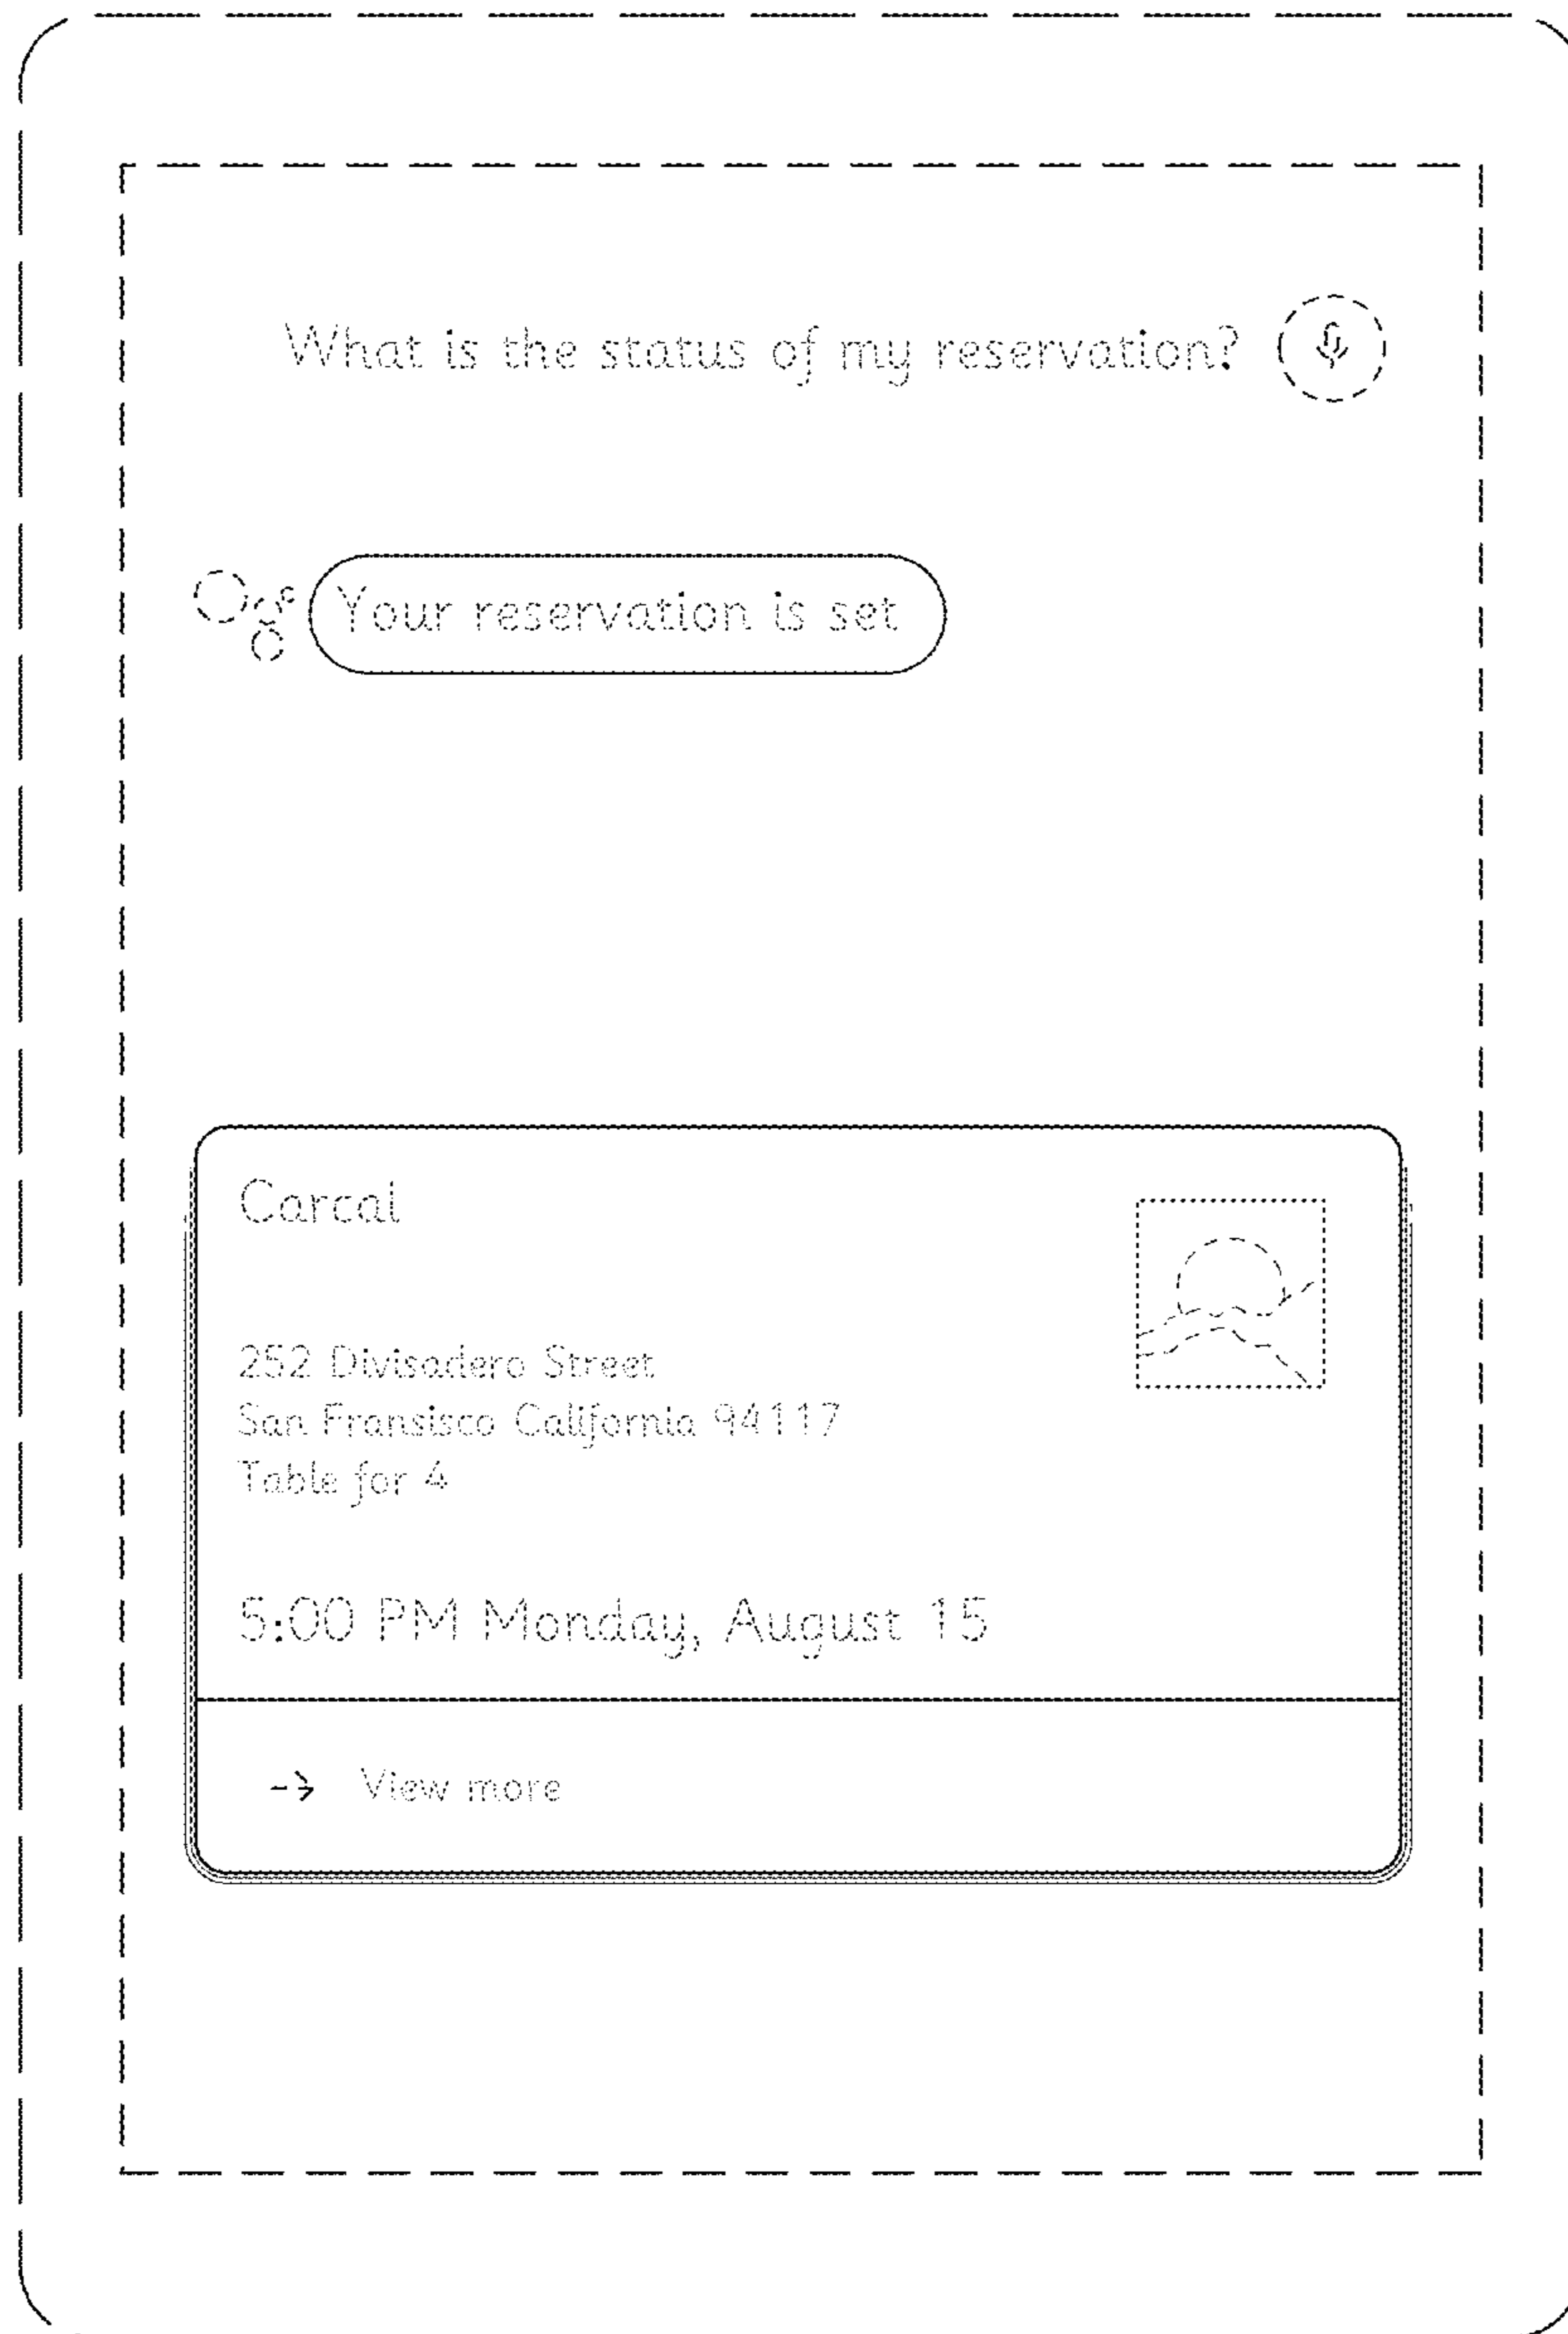 What is the status of my reservation?
Your reservation is set
Carcal
252 Divisadero Street
San Fransisco California 94117
Table for 4
5:00 PM Monday, August 15
View more